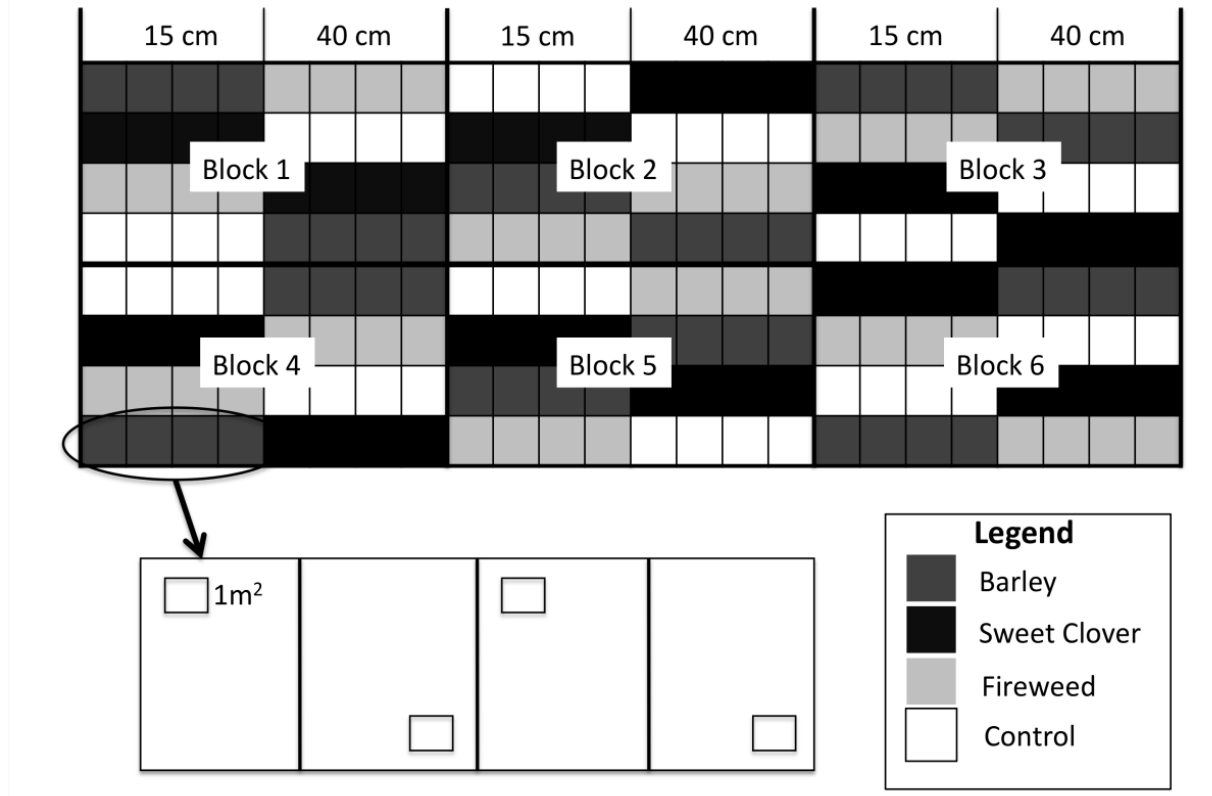 15 cm 40 cm 15 cm 40 cm 15 cm 40 cm
Block 1 Block 2 Block 3
Block 4 Block 5 Block 6
1m²
Legend
Barley
Sweet Clover
Fireweed
Control